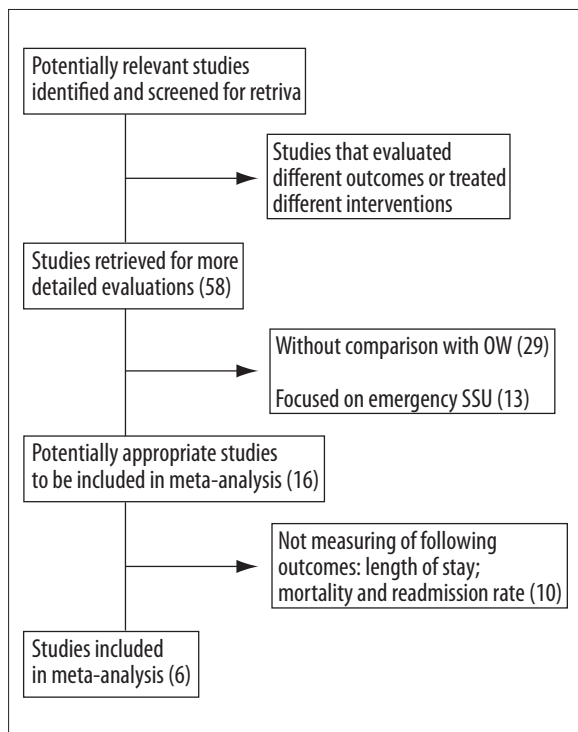 Potentially relevant studies
identified and screened for retriva
Studies that evaluated
different outcomes or treated
different interventions
Studies retrieved for more
detailed evaluations (58)
Without comparison with OW (29)
Focused on emergency SSU (13)
Potentially appropriate studies
to be included in meta-analysis (16)
Not measuring of following
outcomes: length of stay;
mortality and readmission rate (10)
Studies included
in meta-analysis (6)